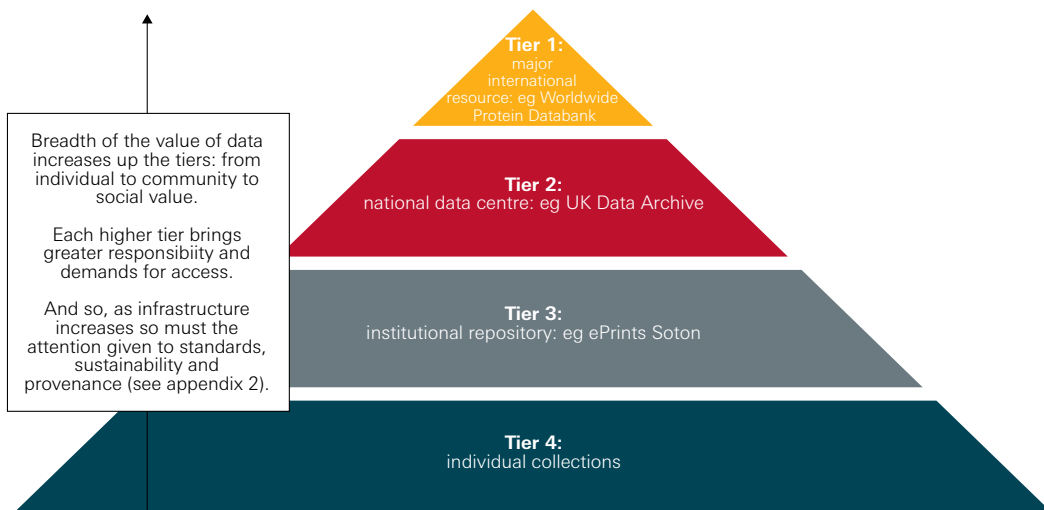 Tier 1:
major
international
resource: eg Worldwide
Protein Databank
Breadth of the value of data
increases up the tiers: from
individual to community to
social value.
Each higher tier brings
greater responsibiity and
demands for access.
And so, as infrastructure
increases so must the
attention given to standards,
sustainability and
provenance (see appendix 2).
Tier 2:
national data centre: eg UK Data Archive
Tier 3:
institutional repository: eg ePrints Soton
Tier 4:
individual collections